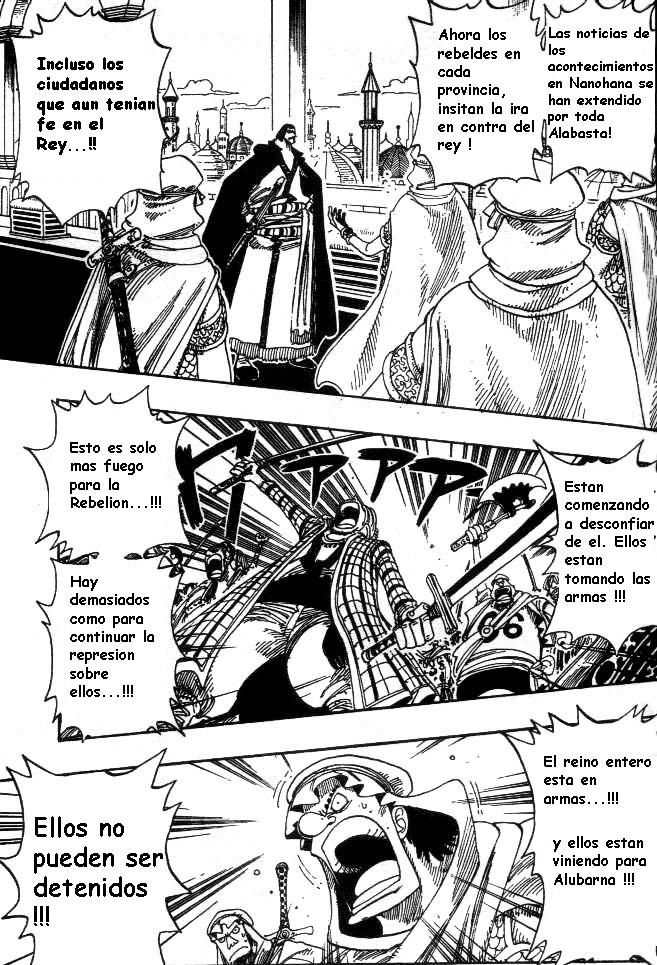 Las noticias de
los
acontecimientos
en Nanohana se
han extendido
por toda
Alabasta!
Ahora los
rebeldes en
cada
provincia,
insitan la ira
en contra del
rey !
Incluso los
ciudadanos
que aun tenian
fe en el
Rey...!!
Estan
comenzando
a desconfiar
de el. Ellos
estan
tomando las
armas !!!
Esto es solo
mas fuego
para la
Rebelion...!!!
Hay
demasiados
como para
continuar la
represion
sobre
ellos...!!!
66
El reino entero
esta en
armas...!!!
y ellos estan
viniendo para
Alubarna !!!
Ellos no
pueden ser
detenidos
!!!